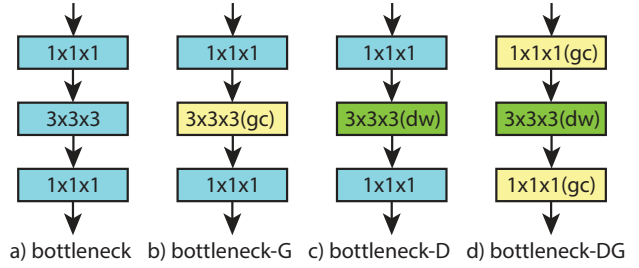 1x1x1 1x1x1 1x1x1 1x1x1(gc)
3x3x3 3x3x3(gc) 3x3x3(dw) 3x3x3(dw)
1x1x1 1x1x1 1x1x1 1x1x1(gc)
a) bottleneck b) bottleneck-G c) bottleneck-D d) bottleneck-DG